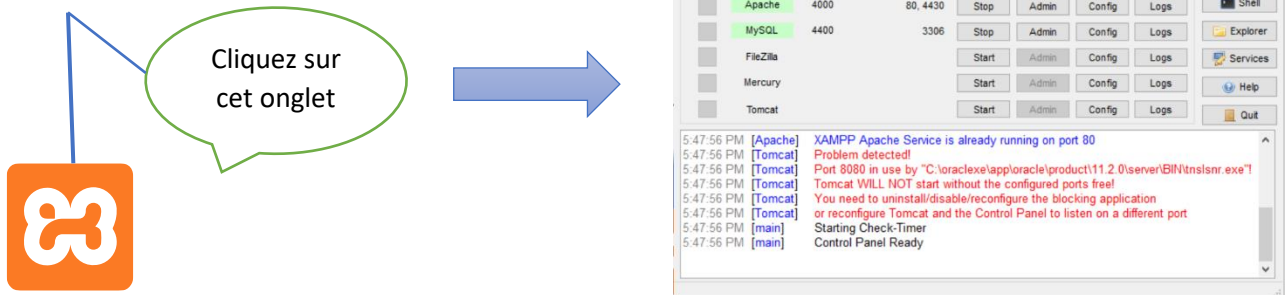 Cliquez sur
cet onglet
Apache 4000 80, 4430 Stop Admin Config Logs Shell
MySQL 4400 3306 Stop Admin Config Logs Explorer
FileZilla Start Admin Config Logs Services
Mercury Start Admin Config Logs Help
Tomcat Start Admin Config Logs Quit
5:47:56 PM [Apache] XAMPP Apache Service is already running on port 80
5:47:56 PM [Tomcat] Problem detected!
5:47:56 PM [Tomcat] Port 8080 in use by "C:\oraclexe\app\oracle\product\11.2.0\server\BIN\tnslsnr.exe"!
5:47:56 PM [Tomcat] Tomcat WILL NOT start without the configured ports free!
5:47:56 PM [Tomcat] You need to uninstall/disable/reconfigure the blocking application
5:47:56 PM [Tomcat] or reconfigure Tomcat and the Control Panel to listen on a different port
5:47:56 PM [main] Starting Check-Timer
5:47:56 PM [main] Control Panel Ready